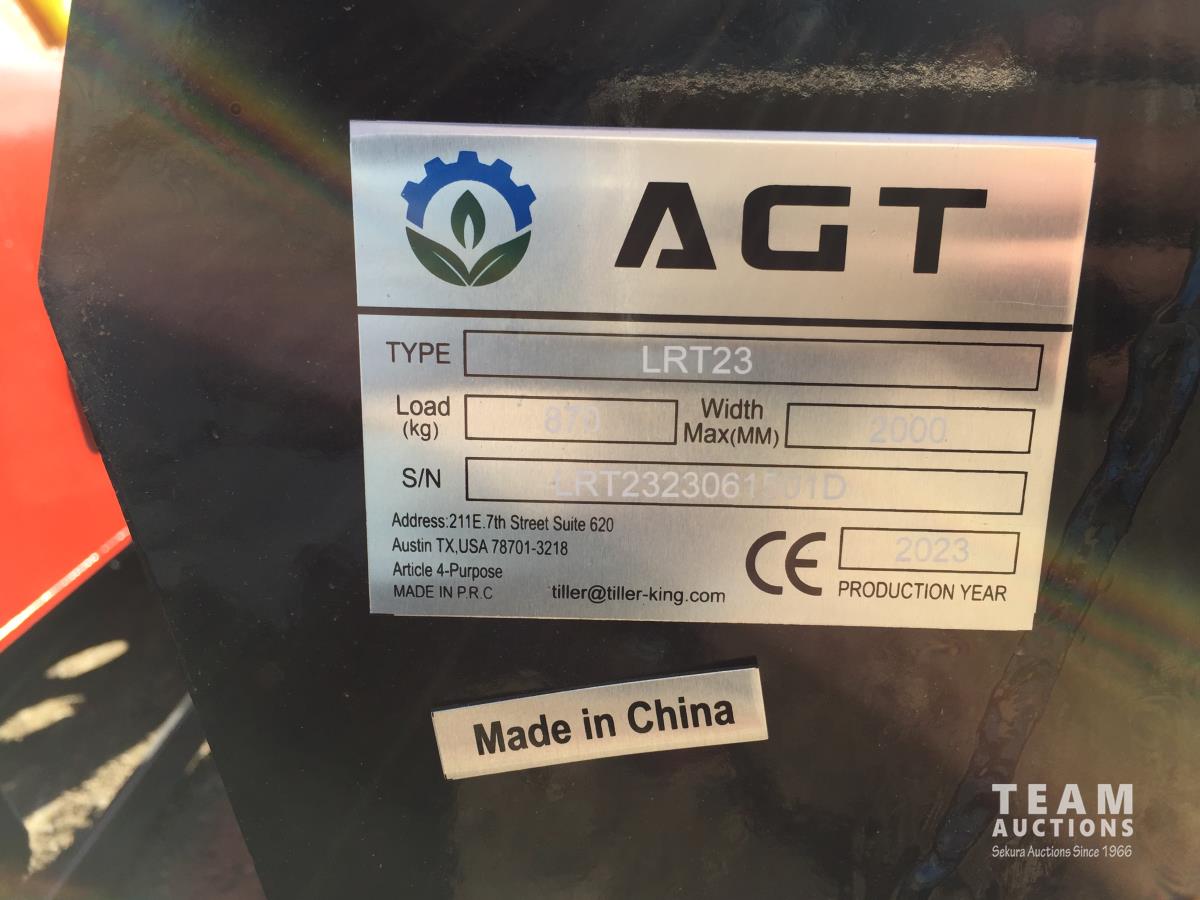 AGT
TYPE LRT23
Load (kg) 870 Width Max(MM) 2000
S/N LRT2323061501D
Address:211E.7th Street Suite 620
Austin TX,USA 78701-3218
Article 4-Purpose
MADE IN P.R.C tiller@tiller-king.com
CE 2023
PRODUCTION YEAR
Made in China
TEAM
AUCTIONS
Sekura Auctions Since 1966